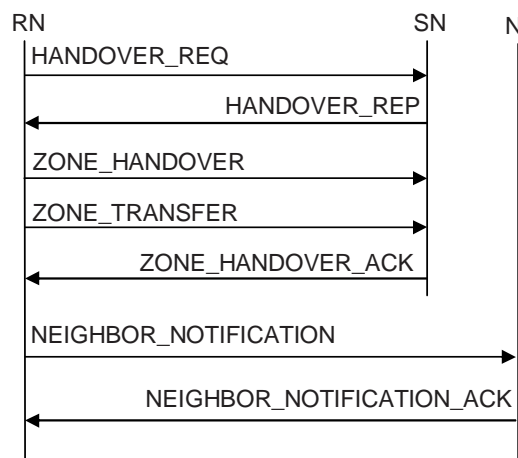 RN SN N
HANDOVER_REQ
HANDOVER_REP
ZONE_HANDOVER
ZONE_TRANSFER
ZONE_HANDOVER_ACK
NEIGHBOR_NOTIFICATION
NEIGHBOR_NOTIFICATION_ACK